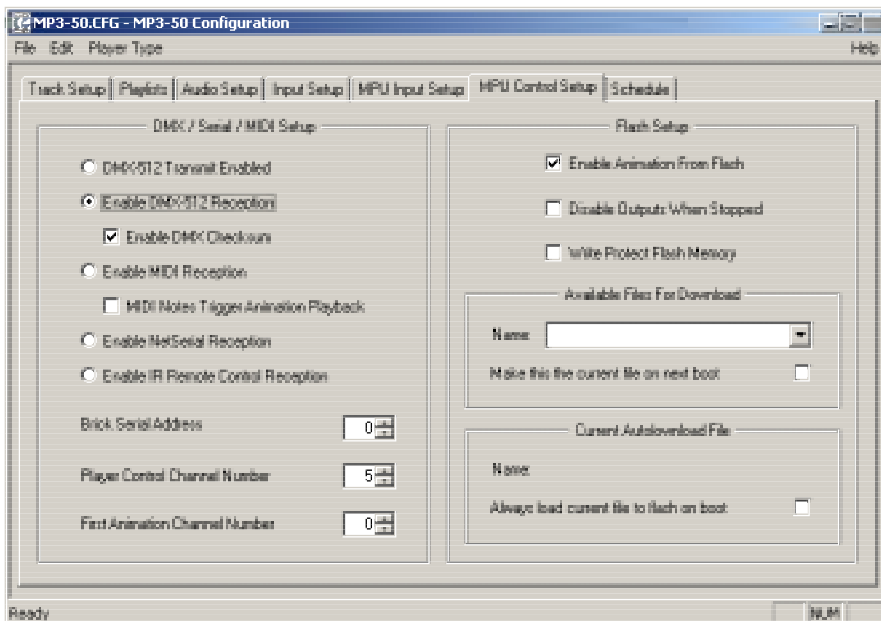 MP3-50.CFG - MP3-50 Configuration
File Edit Player Type Help
Track Setup Playlists Audio Setup Input Setup MPU Input Setup MPU Control Setup Schedule
DMX / Serial / MIDI Setup
DMX-512 Transmit Enabled
Enable DMX-512 Reception
Enable DMX Checksum
Enable MIDI Reception
MIDI Notes Trigger Animation Playback
Enable NetSerial Reception
Enable IR Remote Control Reception
Brick Serial Address 0
Player Control Channel Number 5
First Animation Channel Number 0
Flash Setup
Enable Animation From Flash
Disable Outputs When Stopped
Write Protect Flash Memory
Available Files For Download
Name
Make this the current file on next boot
Current Autodownload File
Name
Always load current file to flash on boot
Ready NUM